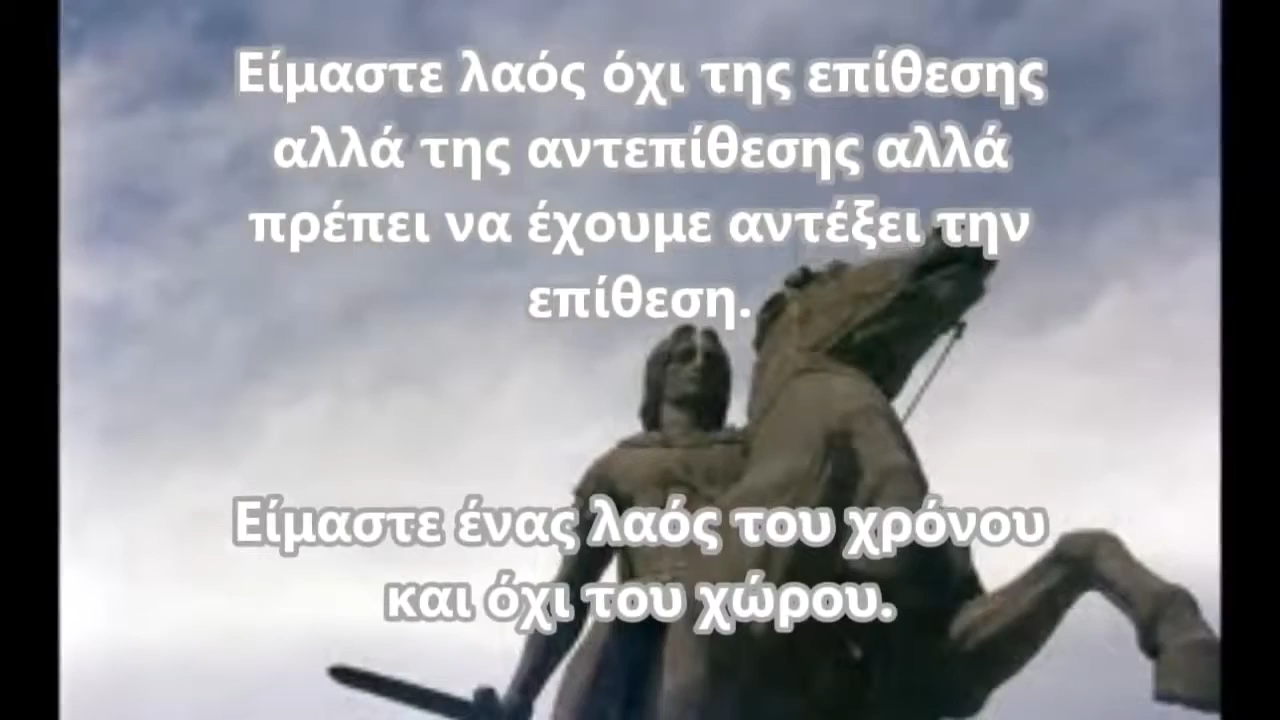 Είμαστε λαός όχι της επίθεσης
αλλά της αντεπίθεσης αλλά
πρέπει να έχουμε αντέξει την
επίθεση.
Είμαστε ένας λαός του χρόνου
και όχι του χώρου.